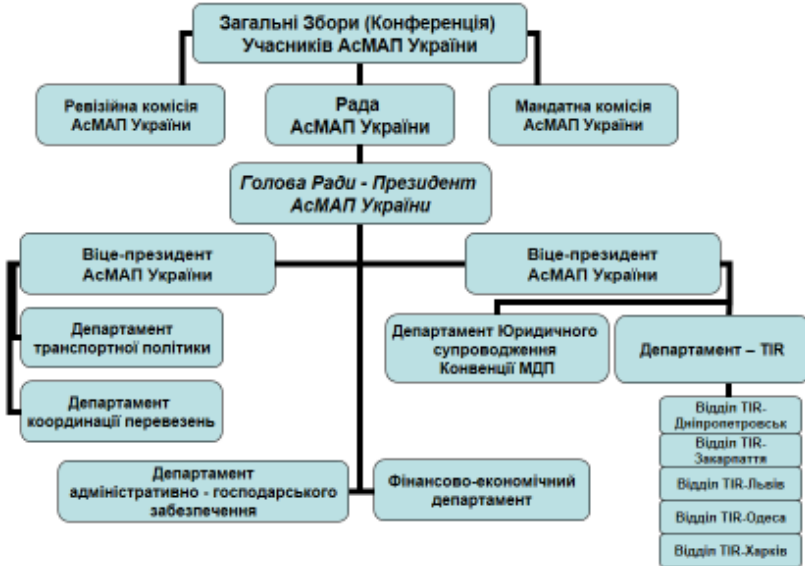 Загальні Збори (Конференція)
Учасників АсМАП України
Ревізійна комісія
АсМАП України
Рада
АсМАП України
Мандатна комісія
АсМАП України
Голова Ради - Президент
АсМАП України
Віце-президент
АсМАП України
Віце-президент
АсМАП України
Департамент
транспортної політики
Департамент Юридичного
супроводження
Конвенції МДП
Департамент – TIR
Департамент
координації перевезень
Відділ TIR-
Дніпропетровськ
Відділ TIR-
Закарпаття
Відділ TIR-Львів
Відділ TIR-Одеса
Відділ TIR-Харків
Департамент
адміністративно - господарського
забезпечення
Фінансово-економічний
департамент